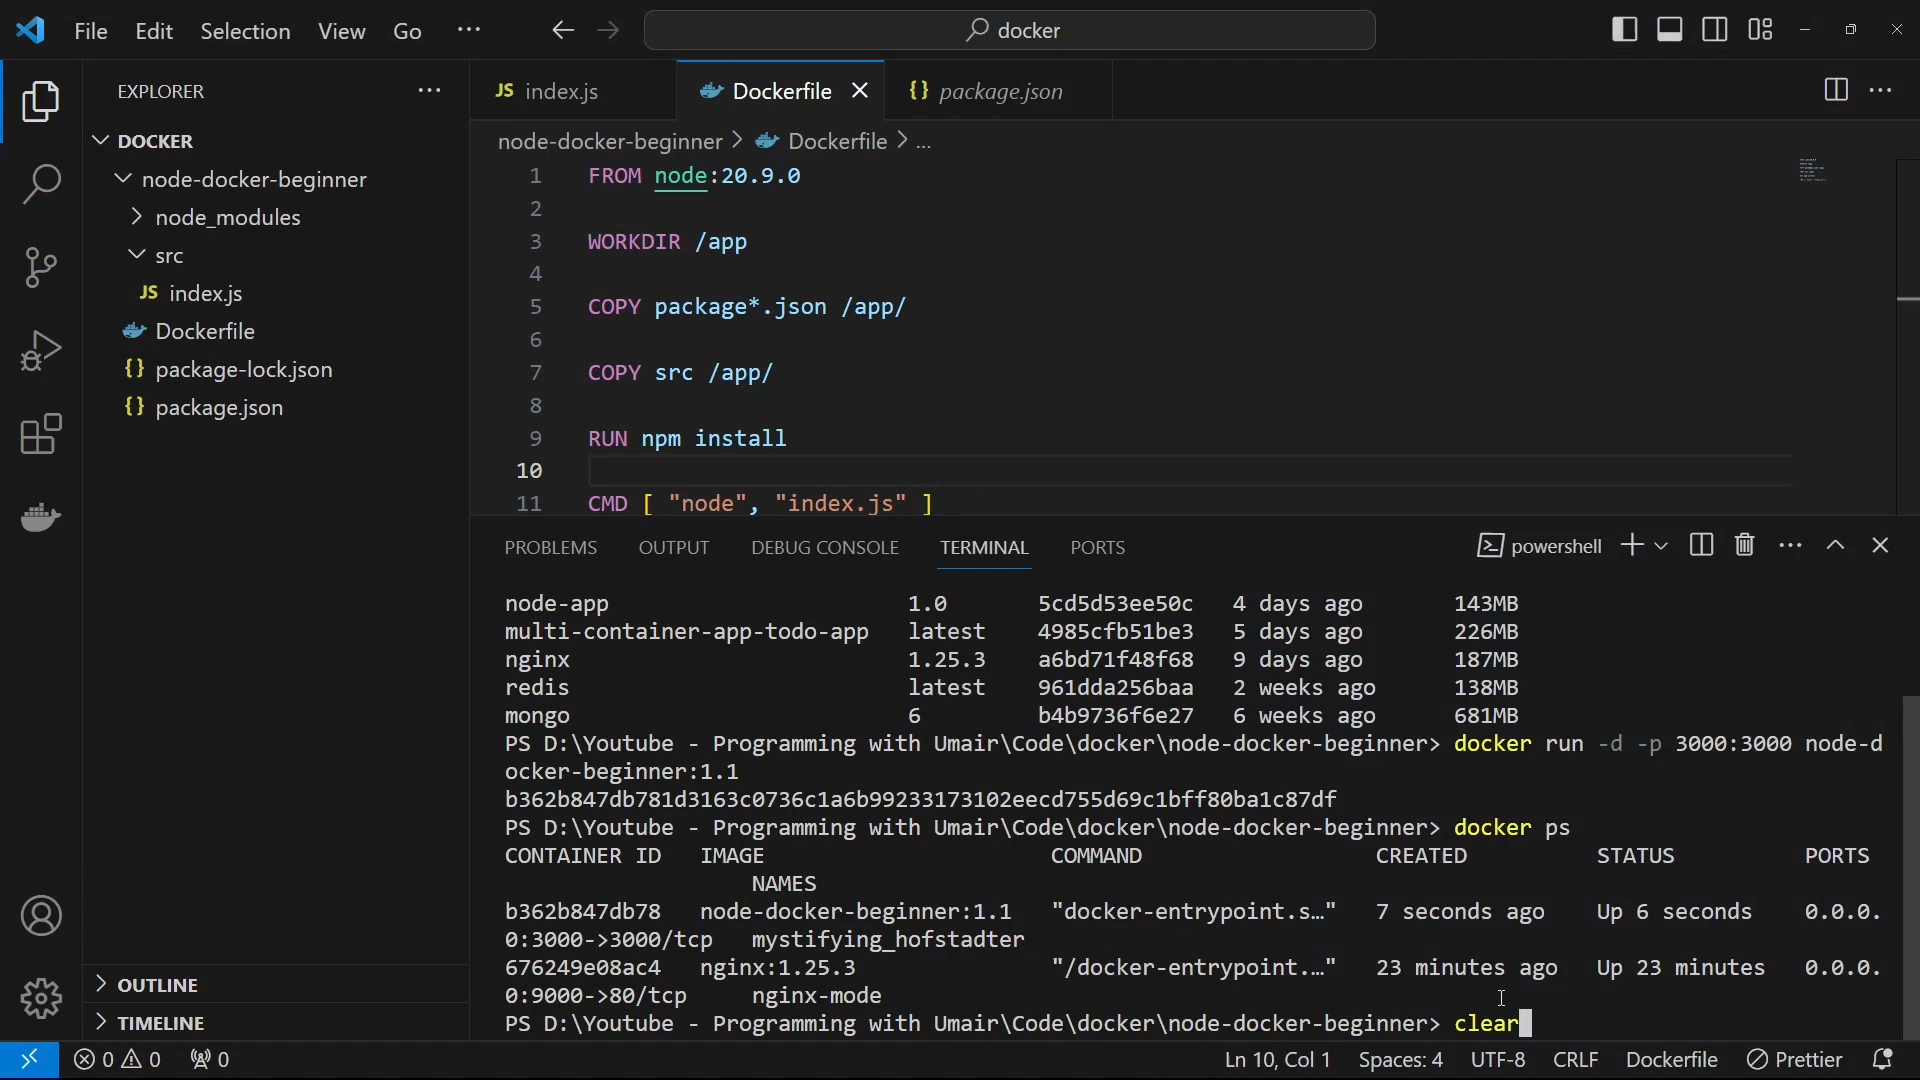 File Edit Selection View Go ··· docker
EXPLORER ···
JS index.js Dockerfile {} package.json ···
DOCKER
node-docker-beginner > Dockerfile > ...
node-docker-beginner
node_modules
src
JS index.js
Dockerfile
{} package-lock.json
{} package.json
OUTLINE
TIMELINE
1 FROM node:20.9.0
2
3 WORKDIR /app
4
5 COPY package*.json /app/
6
7 COPY src /app/
8
9 RUN npm install
10
11 CMD [ "node", "index.js" ]
PROBLEMS OUTPUT DEBUG CONSOLE TERMINAL PORTS powershell ···
node-app 1.0 5cd5d53ee50c 4 days ago 143MB
multi-container-app-todo-app latest 4985cfb51be3 5 days ago 226MB
nginx 1.25.3 a6bd71f48f68 9 days ago 187MB
redis latest 961dda256baa 2 weeks ago 138MB
mongo 6 b4b9736f6e27 6 weeks ago 681MB
PS D:\Youtube - Programming with Umair\Code\docker\node-docker-beginner> docker run -d -p 3000:3000 node-d
ocker-beginner:1.1
b362b847db781d3163c0736c1a6b99233173102eecd755d69c1bff80ba1c87df
PS D:\Youtube - Programming with Umair\Code\docker\node-docker-beginner> docker ps
CONTAINER ID IMAGE COMMAND CREATED STATUS PORTS
NAMES
b362b847db78 node-docker-beginner:1.1 "docker-entrypoint.s…" 7 seconds ago Up 6 seconds 0.0.0.
0:3000->3000/tcp mystifying_hofstadter
676249e08ac4 nginx:1.25.3 "/docker-entrypoint.…" 23 minutes ago Up 23 minutes 0.0.0.
0:9000->80/tcp nginx-mode
PS D:\Youtube - Programming with Umair\Code\docker\node-docker-beginner> clear
0 0 0 Ln 10, Col 1 Spaces: 4 UTF-8 CRLF Dockerfile Prettier